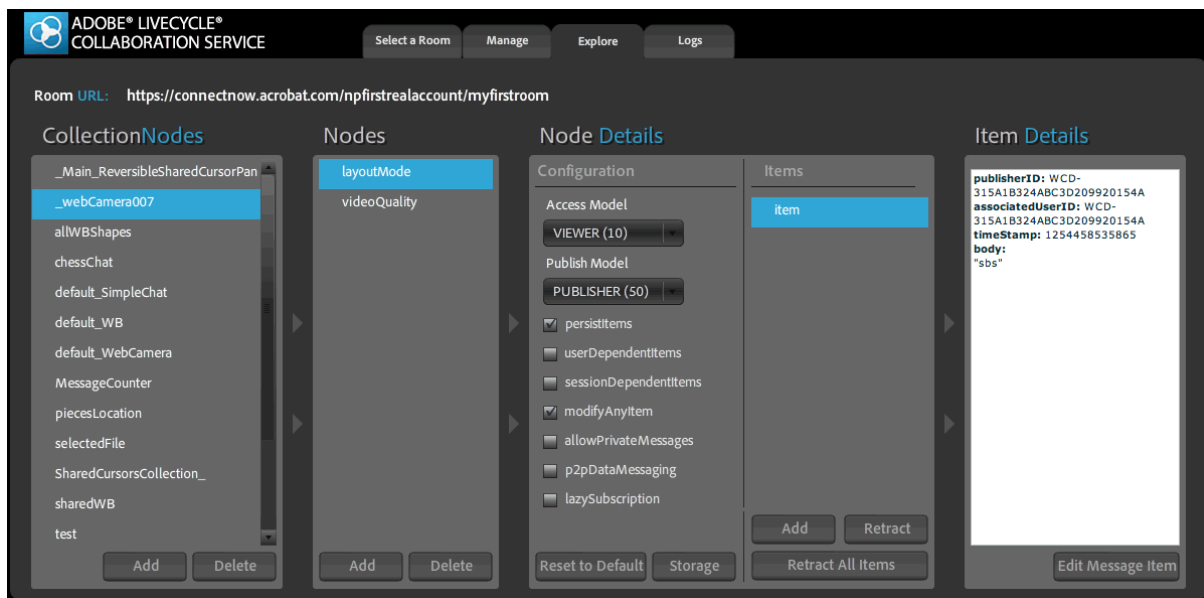 ADOBE® LIVECYCLE®
COLLABORATION SERVICE
Select a Room
Manage
Explore
Logs
Room URL: https://connectnow.acrobat.com/npfirstrealaccount/myfirstroom
CollectionNodes
_Main_ReversibleSharedCursorPan
_webCamera007
allWBShapes
chessChat
default_SimpleChat
default_WB
default_WebCamera
MessageCounter
piecesLocation
selectedFile
SharedCursorsCollection_
sharedWB
test
Add
Delete
Nodes
layoutMode
videoQuality
Add
Delete
Node Details
Configuration
Access Model
VIEWER (10)
Publish Model
PUBLISHER (50)
persistItems
userDependentItems
sessionDependentItems
modifyAnyItem
allowPrivateMessages
p2pDataMessaging
lazySubscription
Reset to Default
Storage
Items
item
Add
Retract
Retract All Items
Item Details
publisherID: WCD-
315A1B324ABC3D209920154A
associatedUserID: WCD-
315A1B324ABC3D209920154A
timeStamp: 1254458535865
body:
"sbs"
Edit Message Item